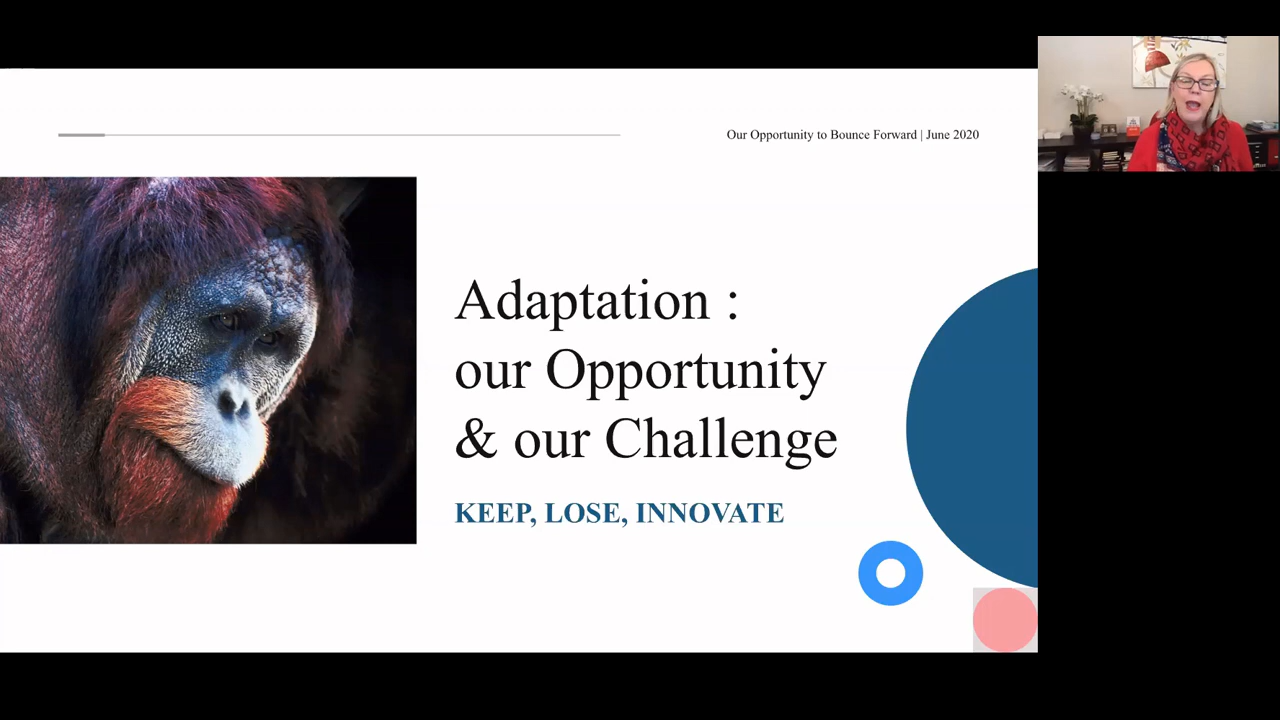 Our Opportunity to Bounce Forward | June 2020
Adaptation :
our Opportunity
& our Challenge
KEEP, LOSE, INNOVATE